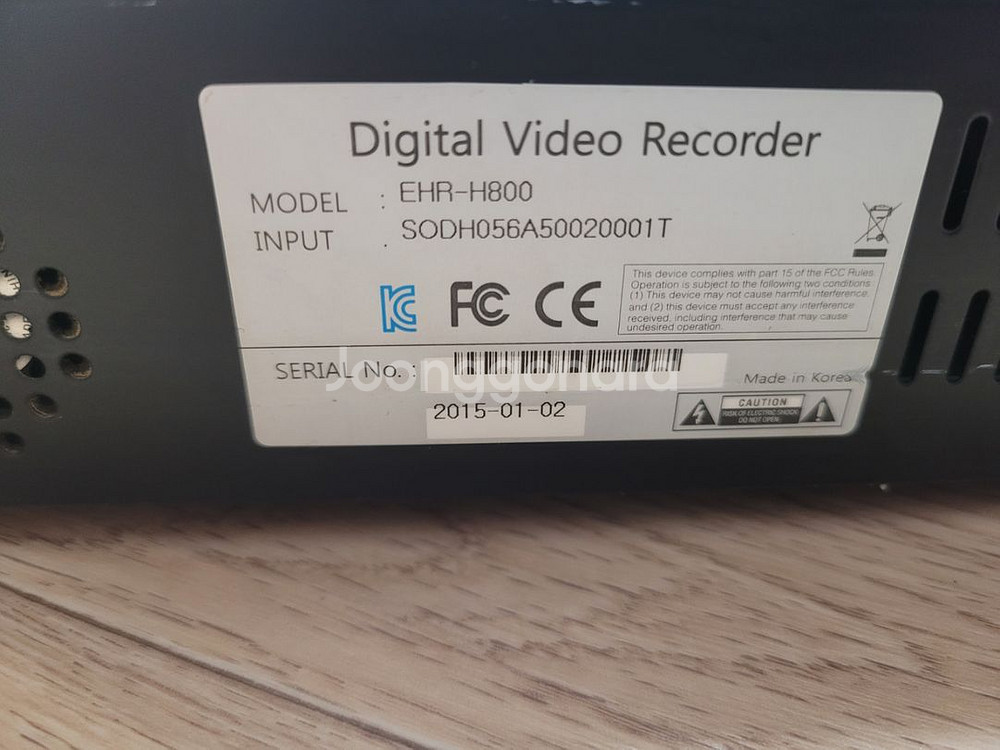 Digital Video Recorder
MODEL : EHR-H800
INPUT : SODH056A50020001T
KC FC CE
This device complies with part 15 of the FCC Rules.
Operation is subject to the following two conditions.
(1) This device may not cause harmful interference,
and (2) this device must accept any interference
received, including interference that may cause
undesired operation.
SERIAL No. :
Joonggonara
Made in Korea
2015-01-02
CAUTION
RISK OF ELECTRIC SHOCK
DO NOT OPEN